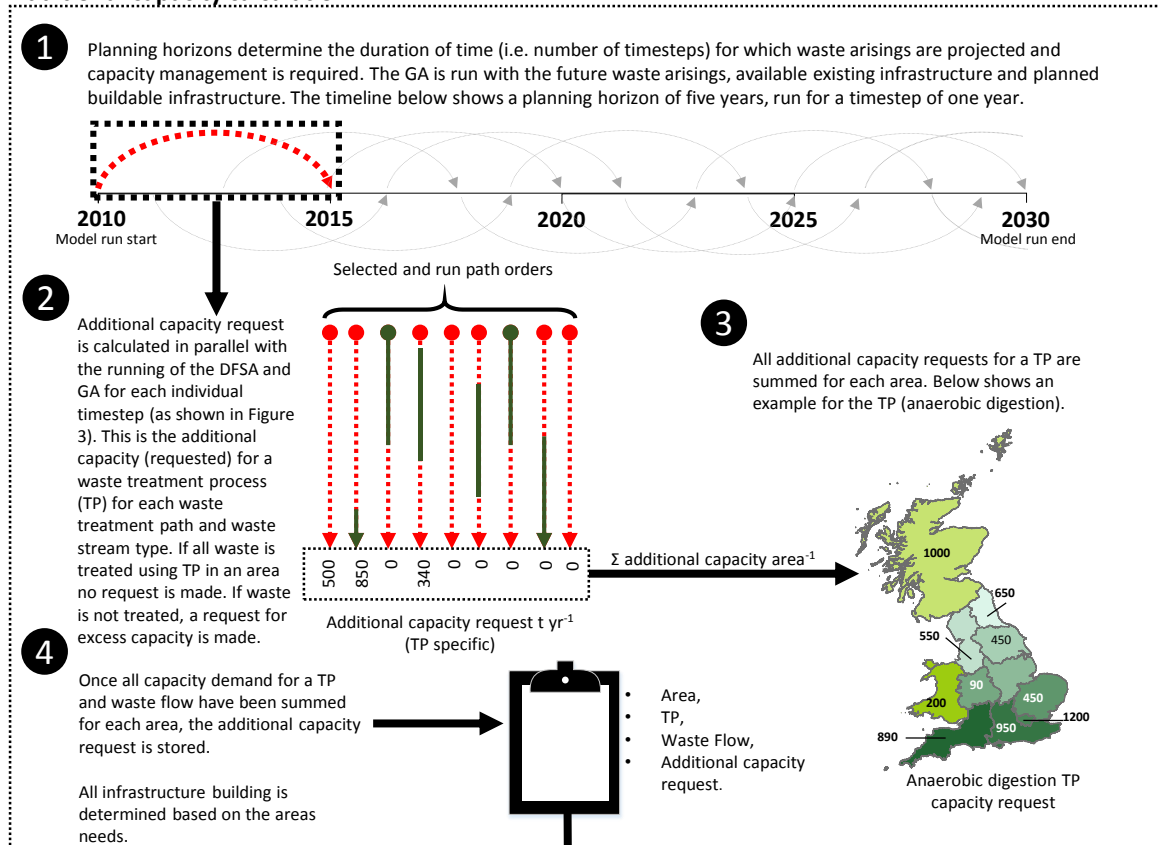 1
Planning horizons determine the duration of time (i.e. number of timesteps) for which waste arisings are projected and
capacity management is required. The GA is run with the future waste arisings, available existing infrastructure and planned
buildable infrastructure. The timeline below shows a planning horizon of five years, run for a timestep of one year.
2010
2015
2020
2025
2030
Model run start
Model run end
2
Additional capacity request
is calculated in parallel with
the running of the DFSA and
GA for each individual
timestep (as shown in Figure
3). This is the additional
capacity (requested) for a
waste treatment process
(TP) for each waste
treatment path and waste
stream type. If all waste is
treated using TP in an area
no request is made. If waste
is not treated, a request for
excess capacity is made.
Selected and run path orders
500
850
0
340
0
0
0
0
0
Additional capacity request t yr⁻¹
(TP specific)
Σ additional capacity area⁻¹
3
All additional capacity requests for a TP are
summed for each area. Below shows an
example for the TP (anaerobic digestion).
1000
650
550
450
90
200
450
1200
950
890
Anaerobic digestion TP
capacity request
4
Once all capacity demand for a TP
and waste flow have been summed
for each area, the additional capacity
request is stored.
All infrastructure building is
determined based on the areas
needs.
• Area,
• TP,
• Waste Flow,
• Additional capacity
request.